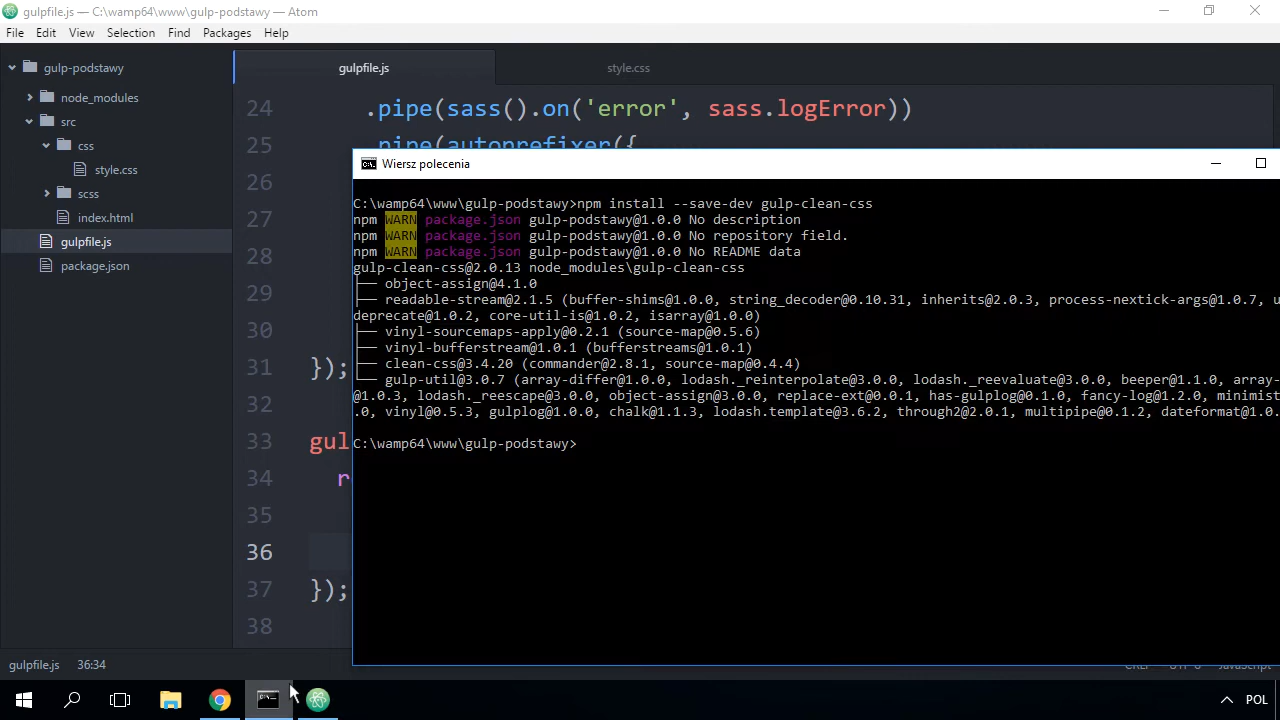 gulpfile.js — C:\wamp64\www\gulp-podstawy — Atom
File Edit View Selection Find Packages Help
gulp-podstawy
node_modules
src
css
style.css
scss
index.html
gulpfile.js
package.json
gulpfile.js
style.css
24 .pipe(sass().on('error', sass.logError))
25 .pipe(autoprefixer({
26
27
28
29
30
31 });
32
33 gul
34 re
35
36
37 });
38
Wiersz polecenia
C:\wamp64\www\gulp-podstawy>npm install --save-dev gulp-clean-css
npm WARN package.json gulp-podstawy@1.0.0 No description
npm WARN package.json gulp-podstawy@1.0.0 No repository field.
npm WARN package.json gulp-podstawy@1.0.0 No README data
gulp-clean-css@2.0.13 node_modules\gulp-clean-css
├── object-assign@4.1.0
├── readable-stream@2.1.5 (buffer-shims@1.0.0, string_decoder@0.10.31, inherits@2.0.3, process-nextick-args@1.0.7, u
deprecate@1.0.2, core-util-is@1.0.2, isarray@1.0.0)
├── vinyl-sourcemaps-apply@0.2.1 (source-map@0.5.6)
├── vinyl-bufferstream@1.0.1 (bufferstreams@1.0.1)
├── clean-css@3.4.20 (commander@2.8.1, source-map@0.4.4)
└── gulp-util@3.0.7 (array-differ@1.0.0, lodash._reinterpolate@3.0.0, lodash._reevaluate@3.0.0, beeper@1.1.0, array-
@1.0.3, lodash._reescape@3.0.0, object-assign@3.0.0, replace-ext@0.0.1, has-gulplog@0.1.0, fancy-log@1.2.0, minimist
.0, vinyl@0.5.3, gulplog@1.0.0, chalk@1.1.3, lodash.template@3.6.2, through2@2.0.1, multipipe@0.1.2, dateformat@1.0.
C:\wamp64\www\gulp-podstawy>
gulpfile.js 36:34
POL